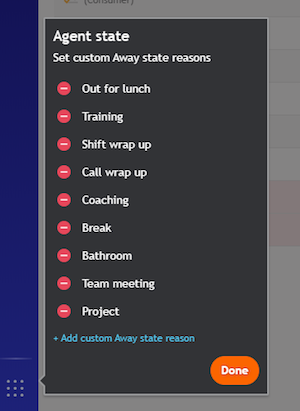 (Consumer)
Agent state
Set custom Away state reasons
Out for lunch
Training
Shift wrap up
Call wrap up
Coaching
Break
Bathroom
Team meeting
Project
+ Add custom Away state reason
Done